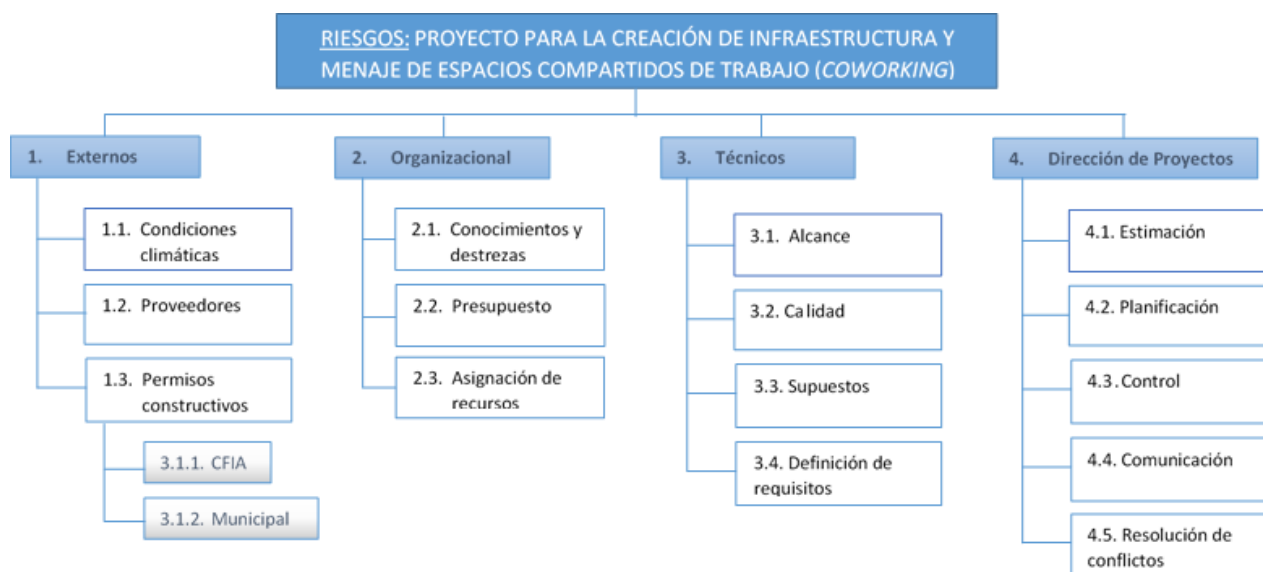 RIESGOS: PROYECTO PARA LA CREACIÓN DE INFRAESTRUCTURA Y
MENAJE DE ESPACIOS COMPARTIDOS DE TRABAJO (COWORKING)
1. Externos
1.1. Condiciones
climáticas
1.2. Proveedores
1.3. Permisos
constructivos
3.1.1. CFIA
3.1.2. Municipal
2. Organizacional
2.1. Conocimientos y
destrezas
2.2. Presupuesto
2.3. Asignación de
recursos
3. Técnicos
3.1. Alcance
3.2. Calidad
3.3. Supuestos
3.4. Definición de
requisitos
4. Dirección de Proyectos
4.1. Estimación
4.2. Planificación
4.3. Control
4.4. Comunicación
4.5. Resolución de
conflictos